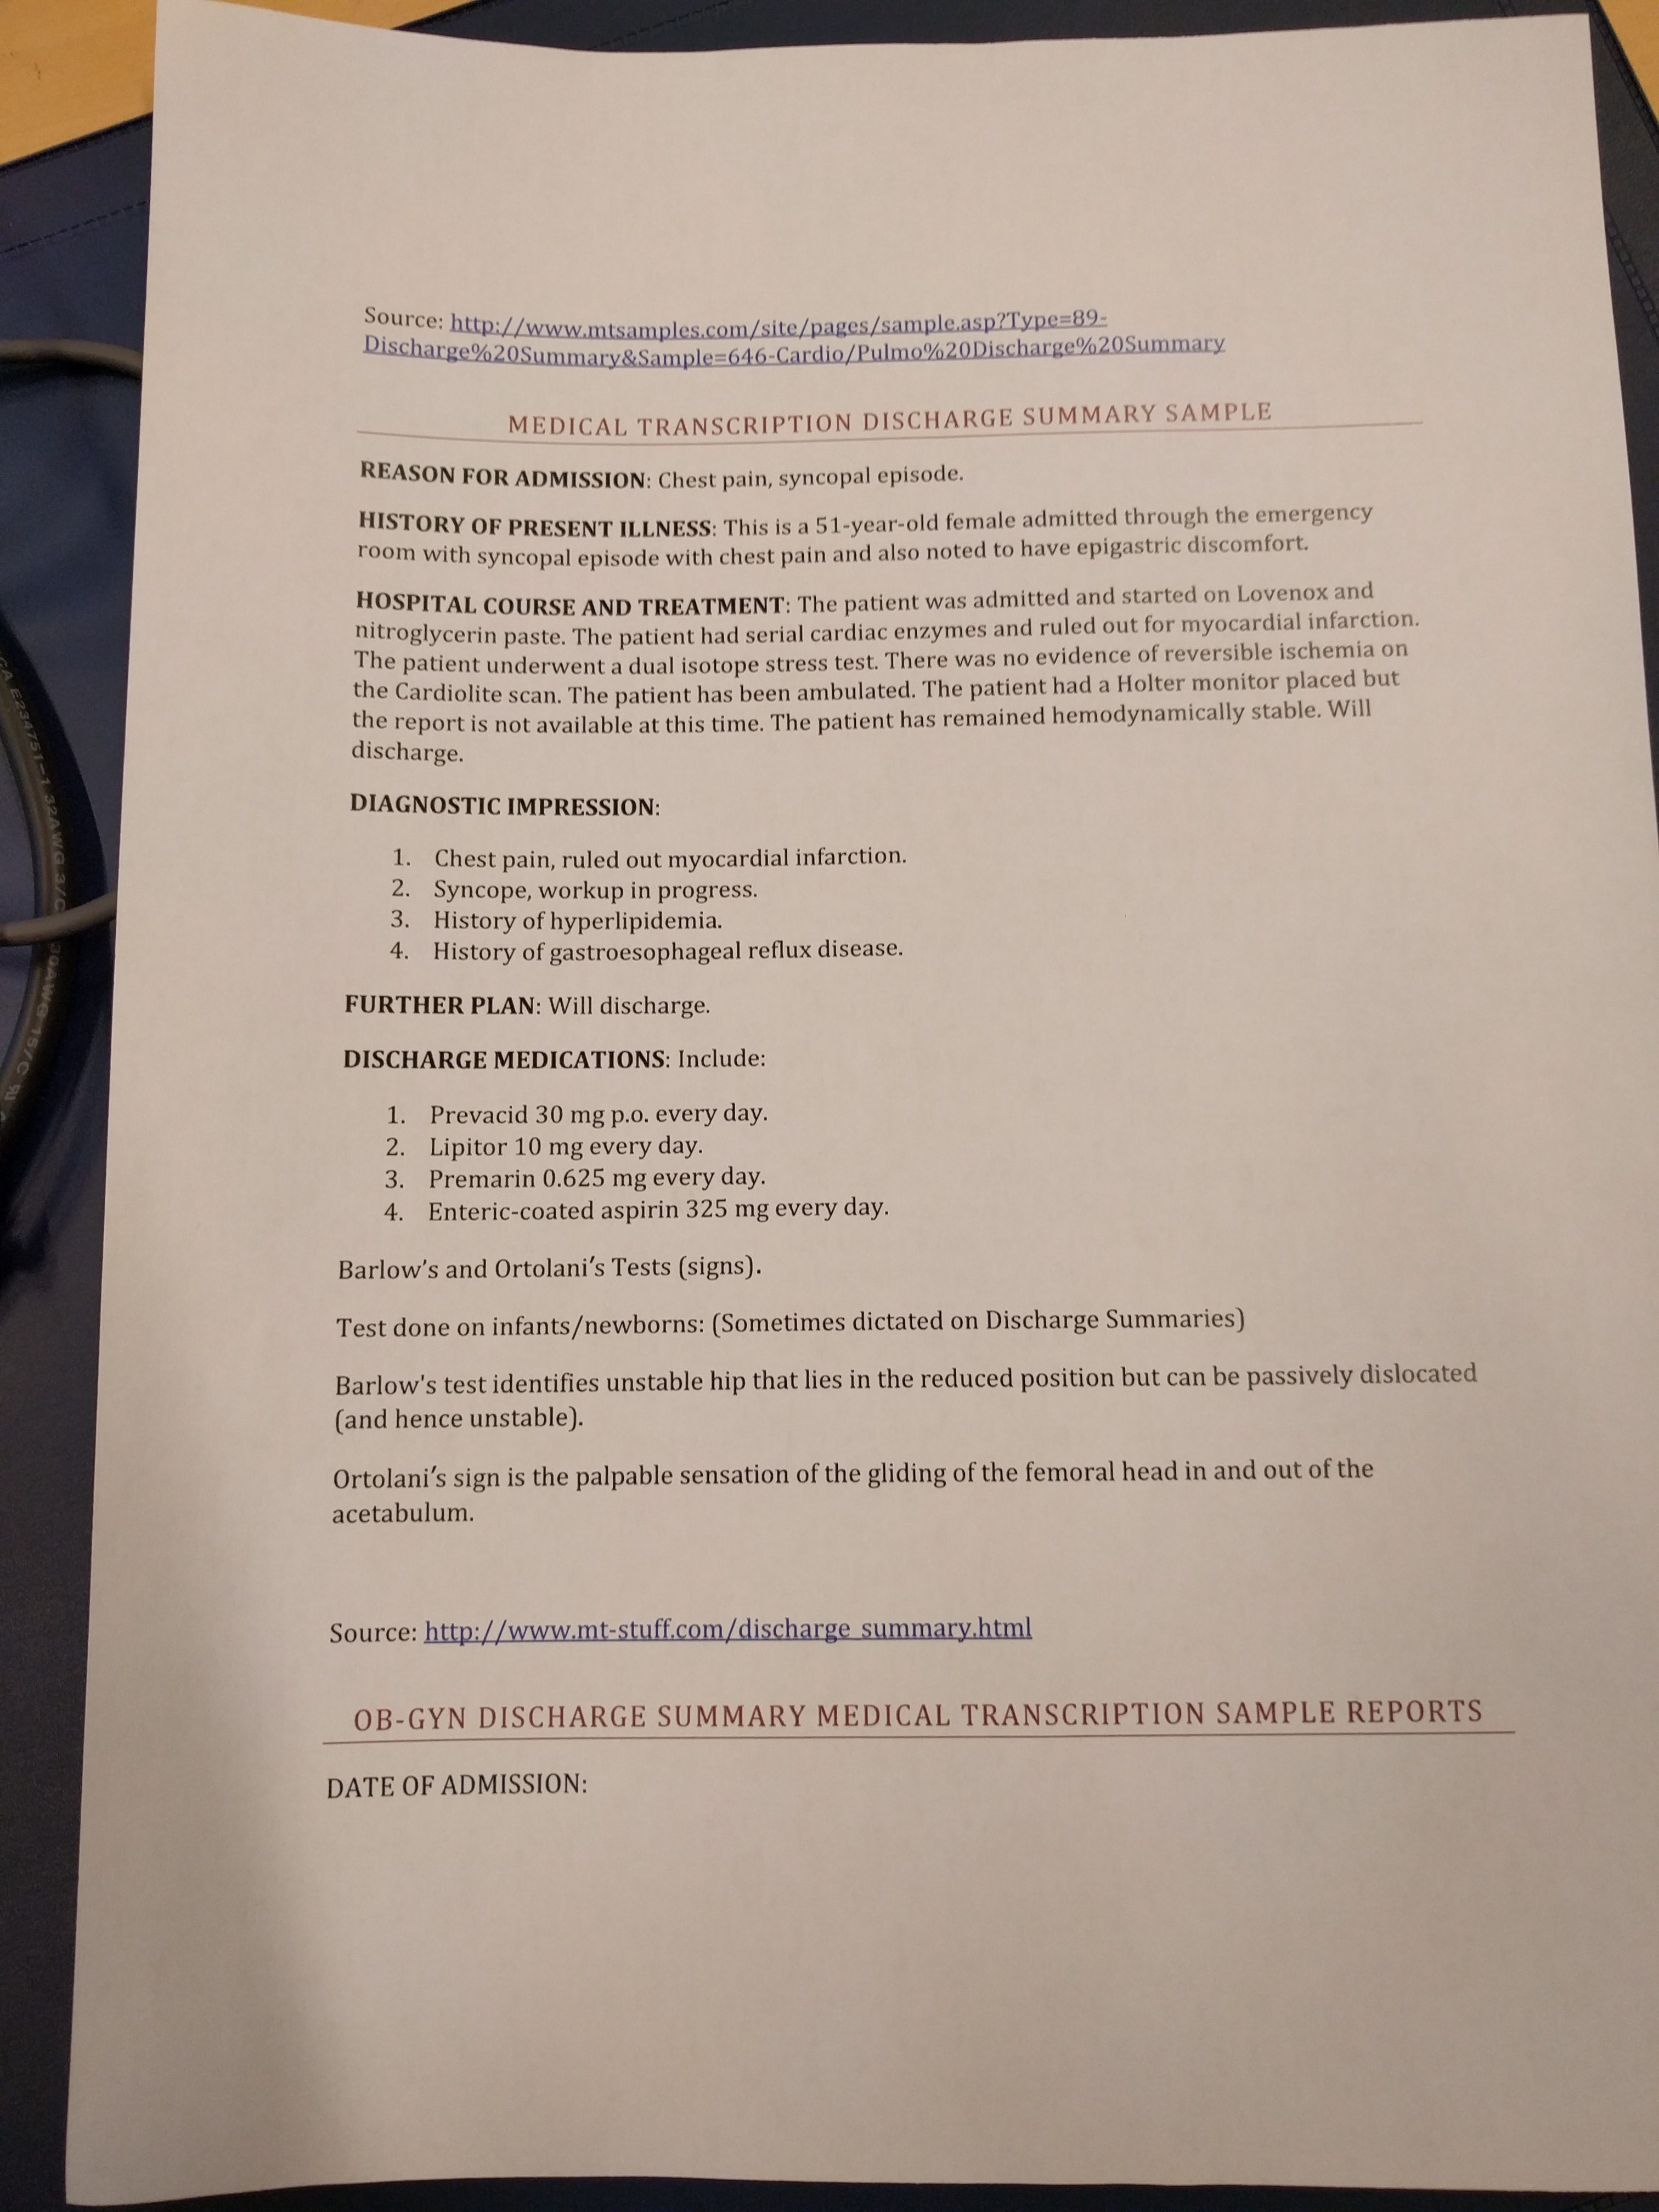 Source: http://www.mtsamples.com/site/pages/sample.asp?Type=89-
Discharge%20Summary&Sample=646-Cardio/Pulmo%20Discharge%20Summary
MEDICAL TRANSCRIPTION DISCHARGE SUMMARY SAMPLE
REASON FOR ADMISSION: Chest pain, syncopal episode.
HISTORY OF PRESENT ILLNESS: This is a 51-year-old female admitted through the emergency
room with syncopal episode with chest pain and also noted to have epigastric discomfort.
HOSPITAL COURSE AND TREATMENT: The patient was admitted and started on Lovenox and
nitroglycerin paste. The patient had serial cardiac enzymes and ruled out for myocardial infarction.
The patient underwent a dual isotope stress test. There was no evidence of reversible ischemia on
the Cardiolite scan. The patient has been ambulated. The patient had a Holter monitor placed but
the report is not available at this time. The patient has remained hemodynamically stable. Will
discharge.
DIAGNOSTIC IMPRESSION:
1. Chest pain, ruled out myocardial infarction.
2. Syncope, workup in progress.
3. History of hyperlipidemia.
4. History of gastroesophageal reflux disease.
FURTHER PLAN: Will discharge.
DISCHARGE MEDICATIONS: Include:
1. Prevacid 30 mg p.o. every day.
2. Lipitor 10 mg every day.
3. Premarin 0.625 mg every day.
4. Enteric-coated aspirin 325 mg every day.
Barlow's and Ortolani's Tests (signs).
Test done on infants/newborns: (Sometimes dictated on Discharge Summaries)
Barlow's test identifies unstable hip that lies in the reduced position but can be passively dislocated
(and hence unstable).
Ortolani's sign is the palpable sensation of the gliding of the femoral head in and out of the
acetabulum.
Source: http://www.mt-stuff.com/discharge_summary.html
OB-GYN DISCHARGE SUMMARY MEDICAL TRANSCRIPTION SAMPLE REPORTS
DATE OF ADMISSION:
E234751-1 32AWG